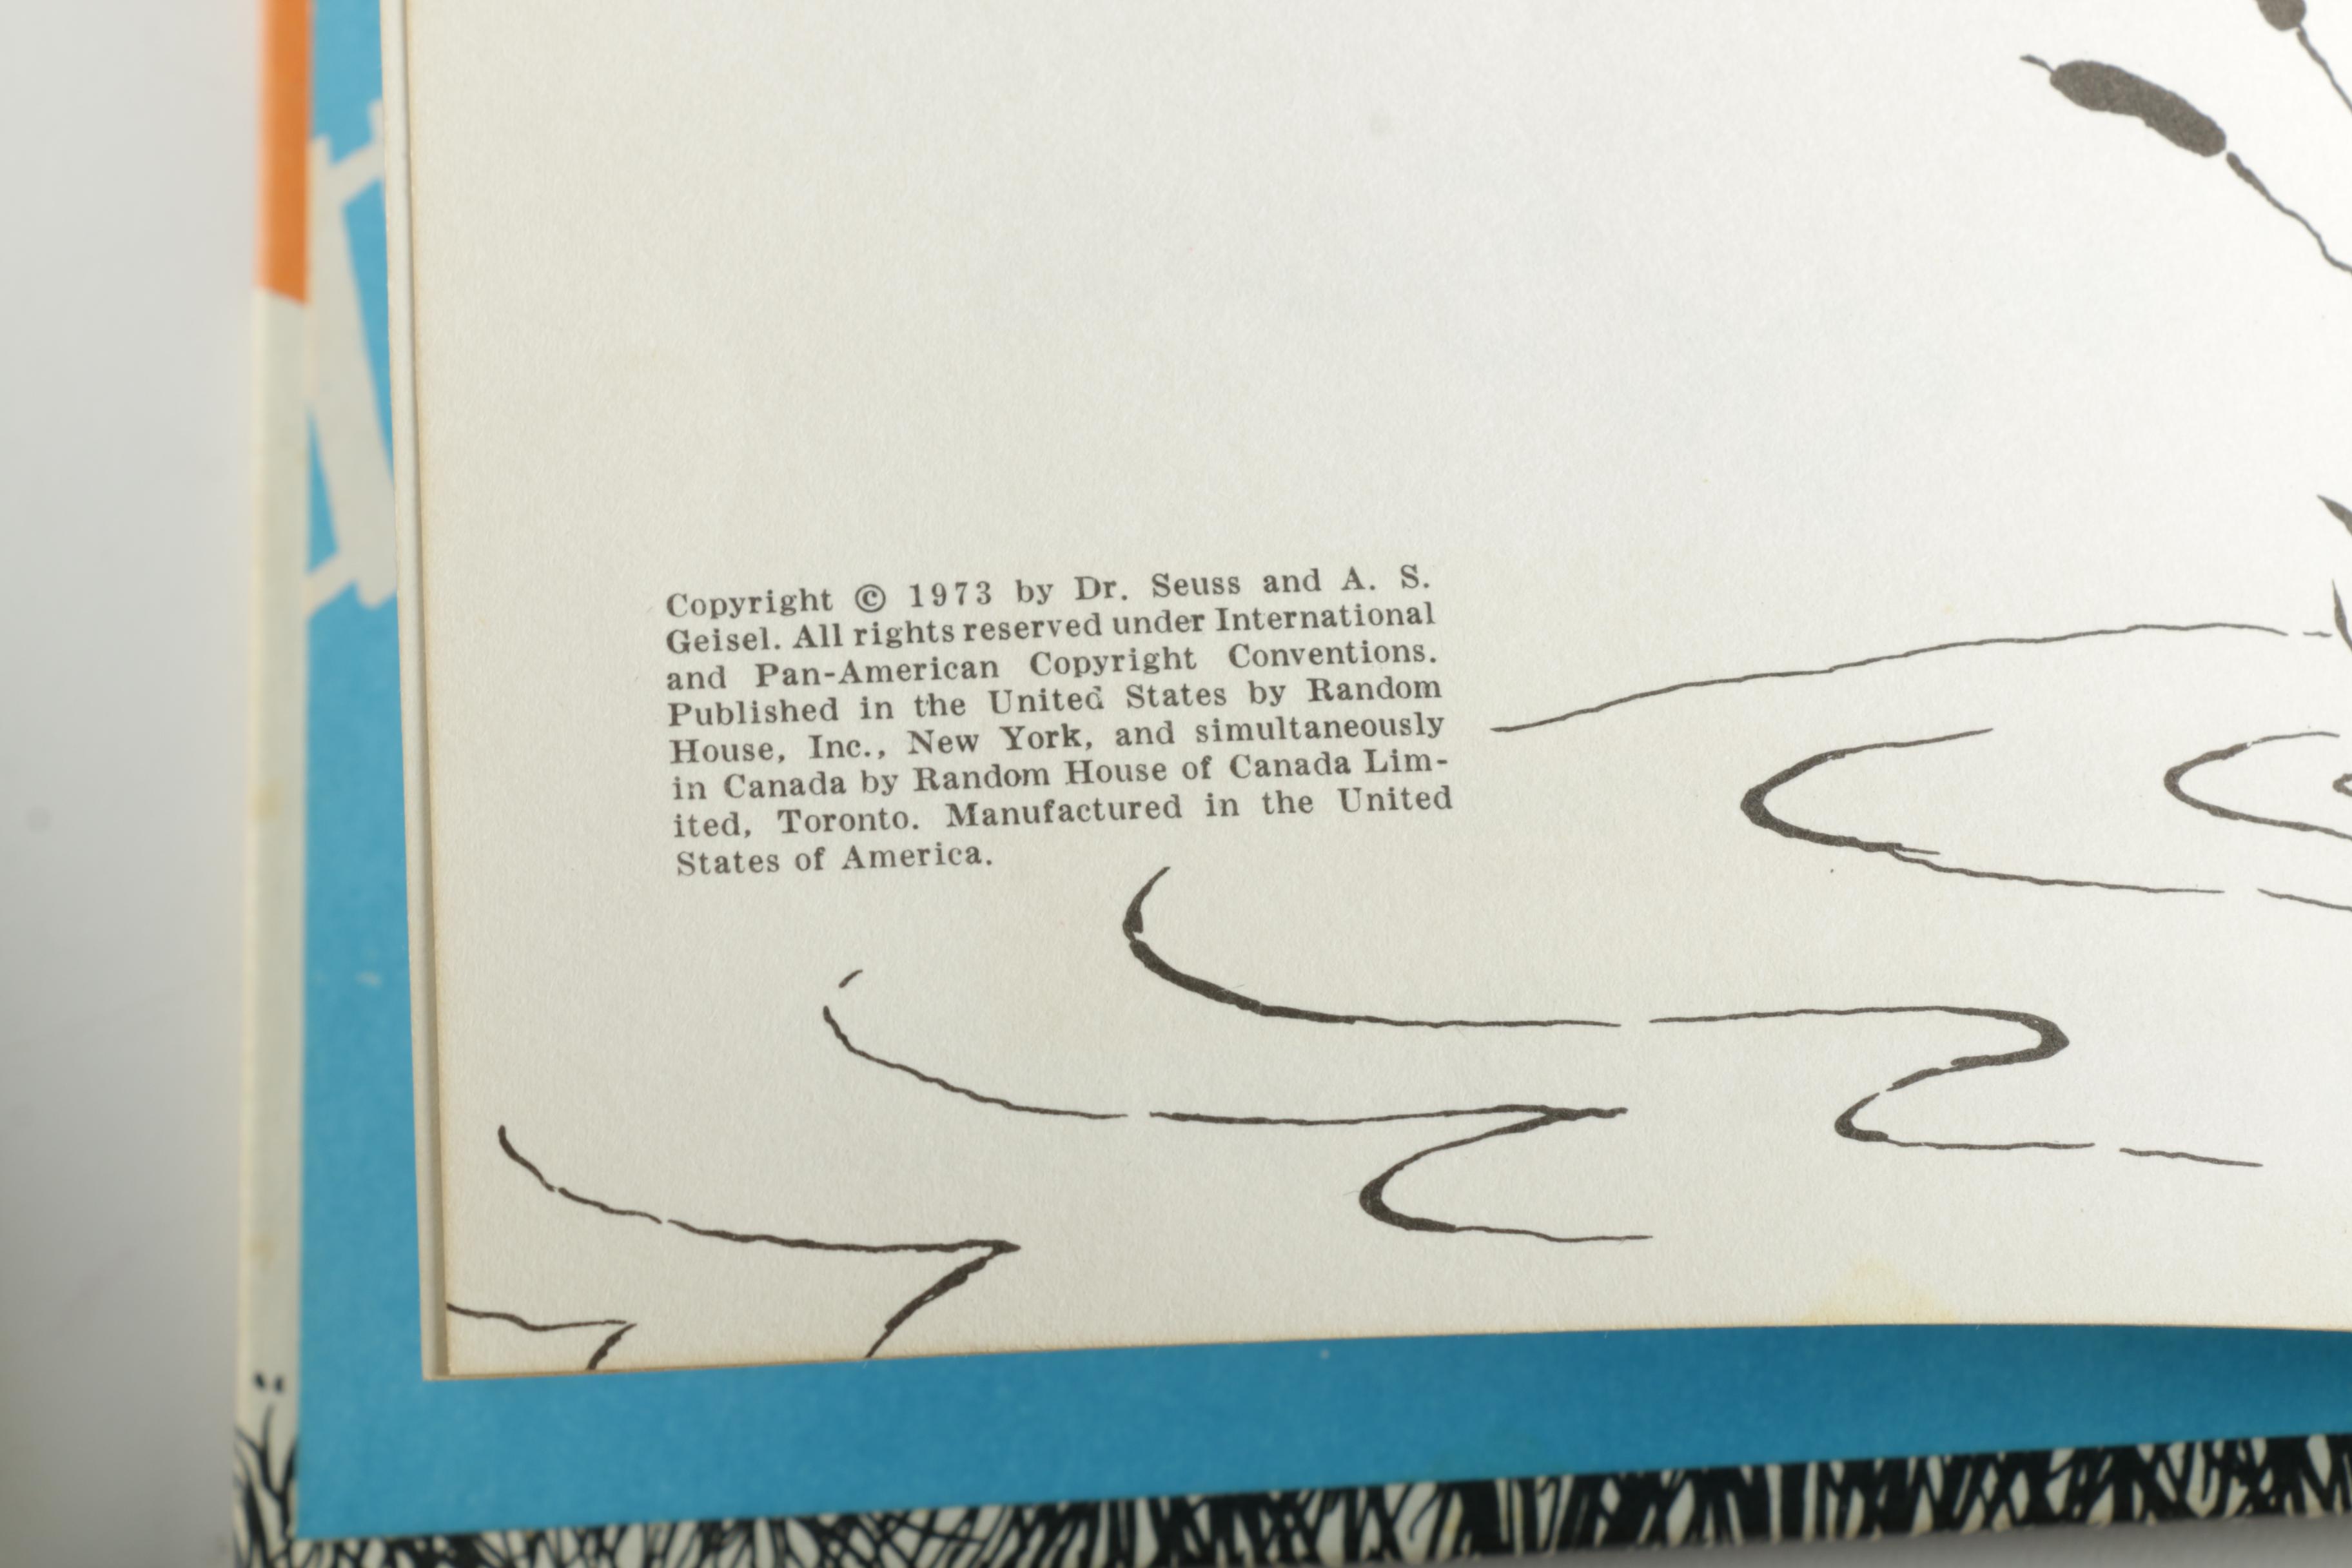 Copyright © 1973 by Dr. Seuss and A. S.
Geisel. All rights reserved under International
and Pan-American Copyright Conventions.
Published in the United States by Random
House, Inc., New York, and simultaneously
in Canada by Random House of Canada Lim-
ited, Toronto. Manufactured in the United
States of America.